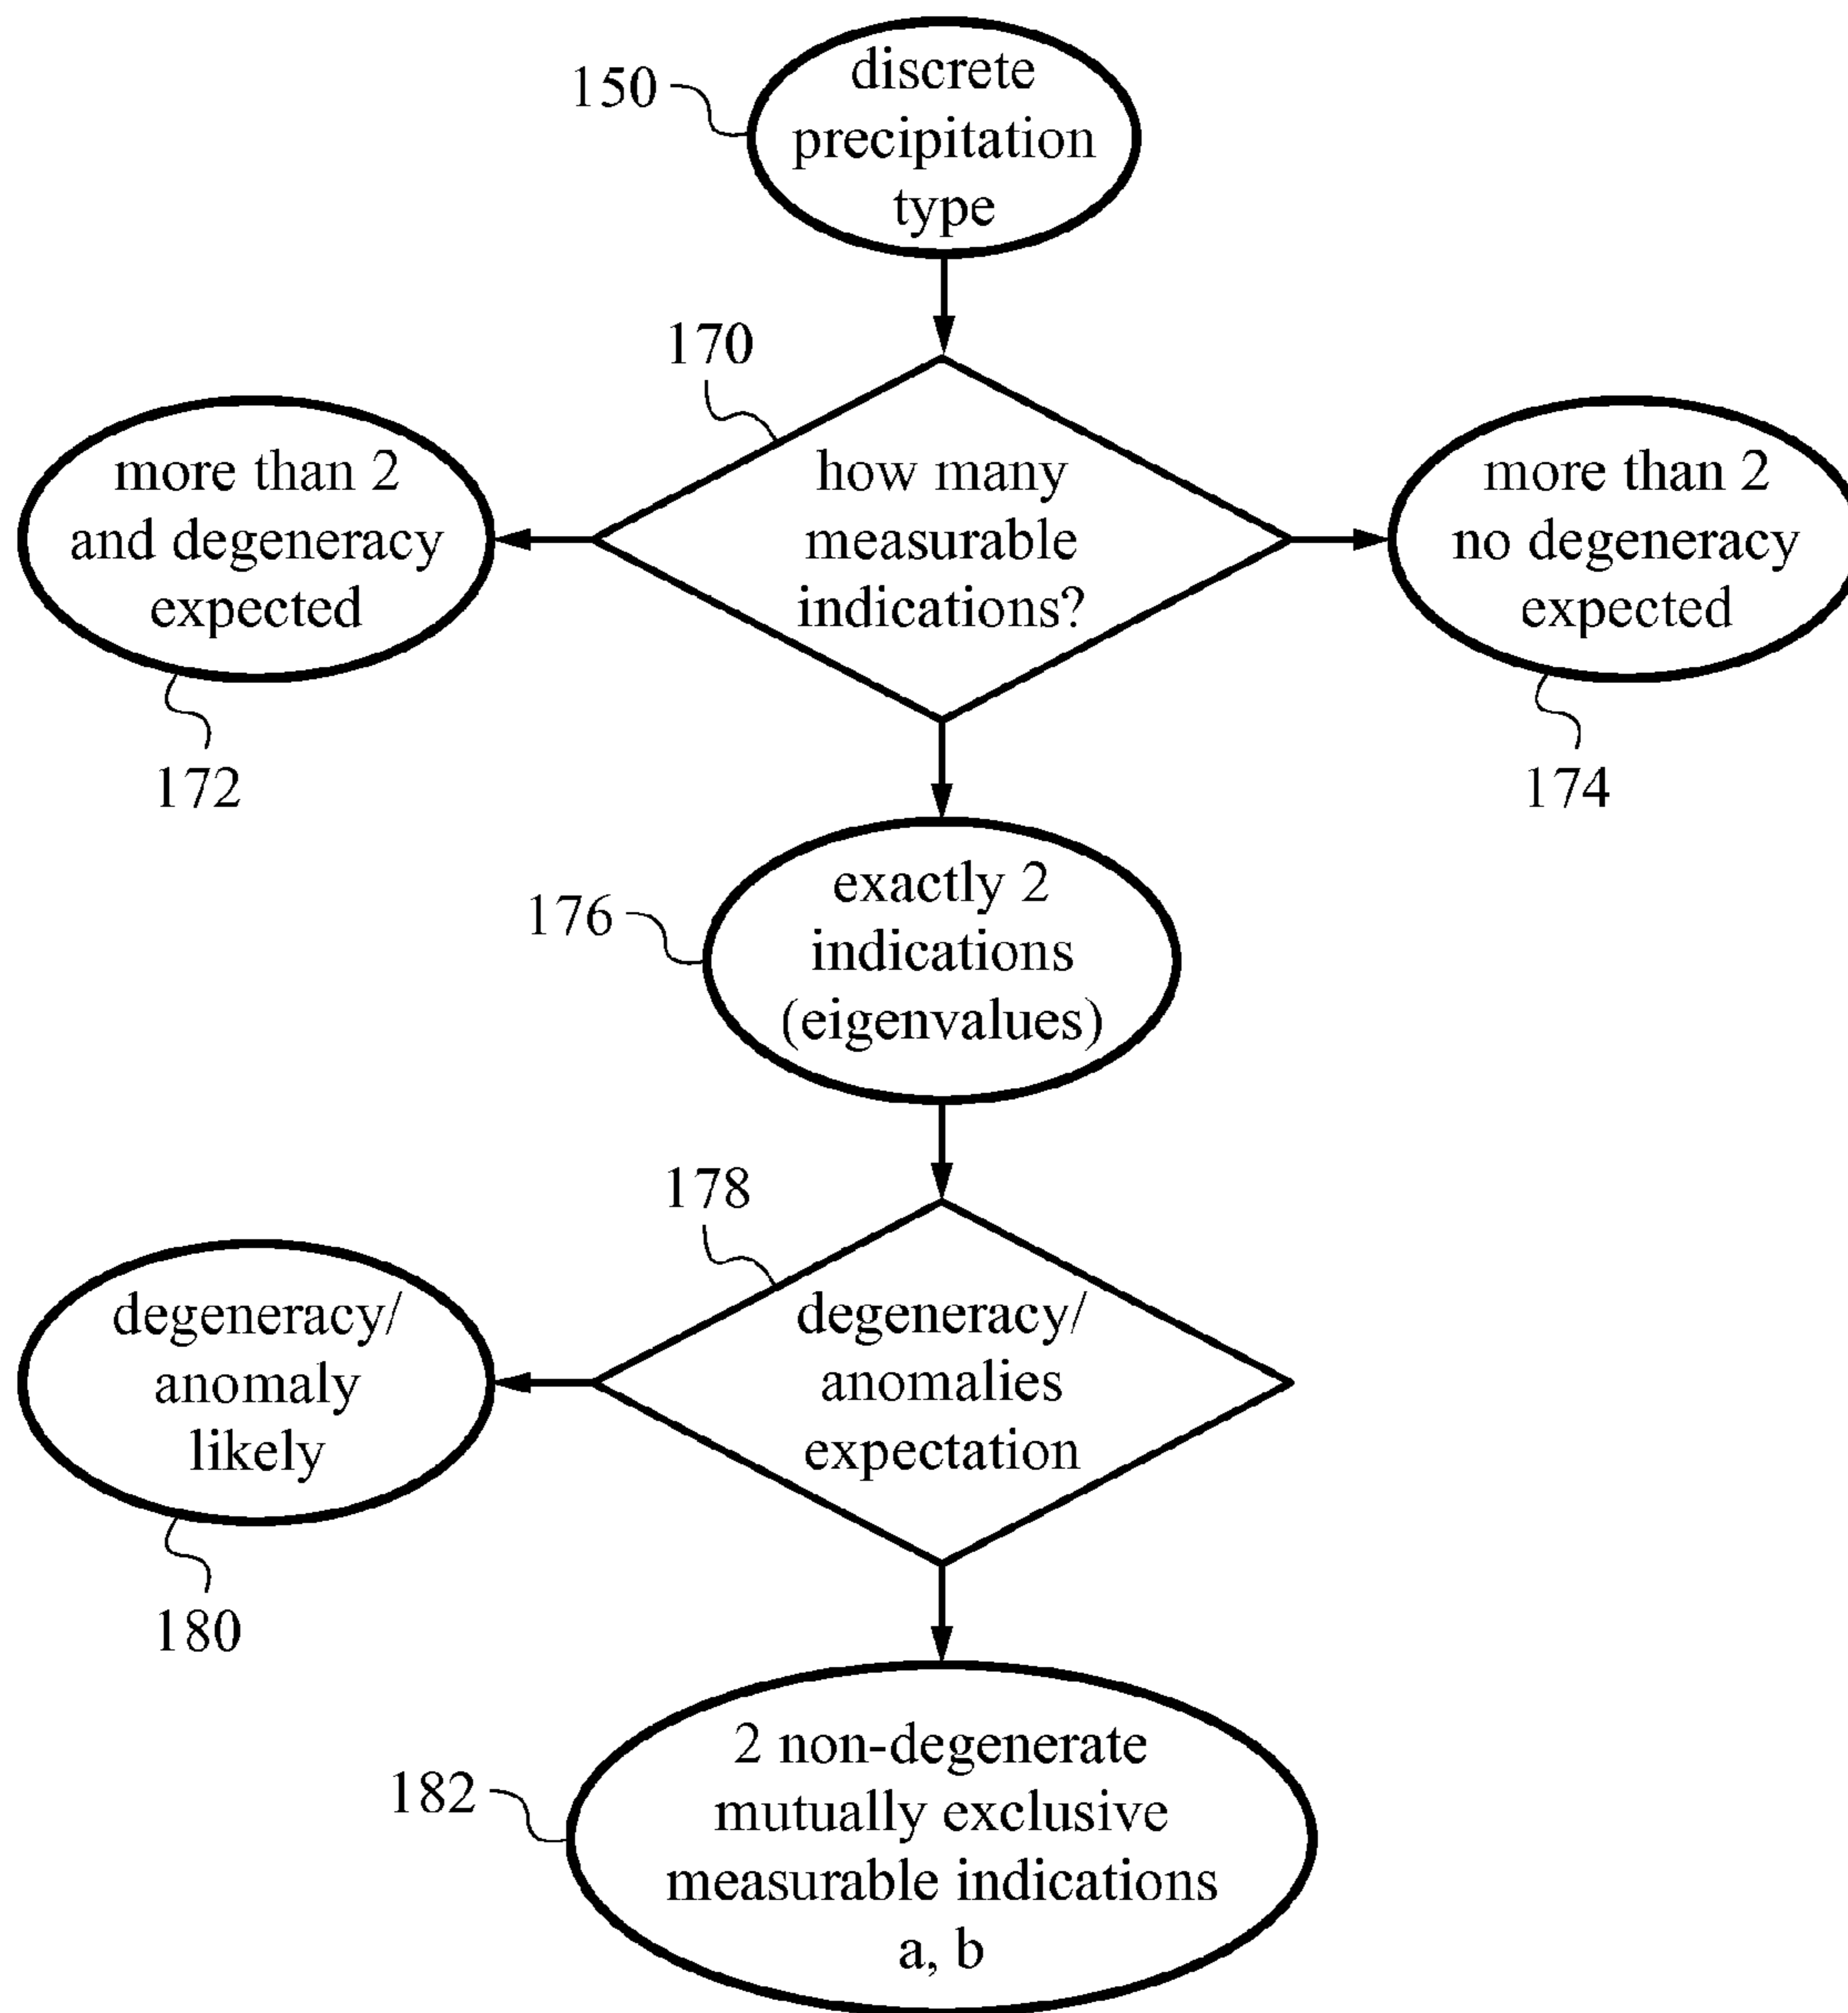 150
discrete
precipitation
type
170
how many
measurable
indications?
more than 2
and degeneracy
expected
172
more than 2
no degeneracy
expected
174
176
exactly 2
indications
(eigenvalues)
178
degeneracy/
anomalies
expectation
degeneracy/
anomaly
likely
180
182
2 non-degenerate
mutually exclusive
measurable indications
a, b